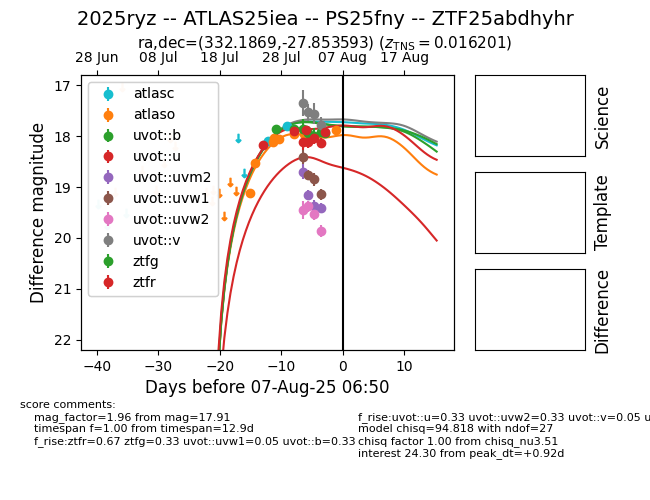 2025ryz -- ATLAS25iea -- PS25fny -- ZTF25abdhyhr
ra,dec=(332.1869,-27.853593) (z_TNS = 0.016201)
28 Jun 08 Jul 18 Jul 28 Jul 07 Aug 17 Aug
17
18
19
20
21
22
Difference magnitude
atlasc
atlaso
uvot::b
uvot::u
uvot::uvm2
uvot::uvw1
uvot::uvw2
uvot::v
ztfg
ztfr
−40 −30 −20 −10 0 10
Days before 07-Aug-25 06:50
Science
Template
Difference
score comments:
mag_factor=1.96 from mag=17.91
timespan f=1.00 from timespan=12.9d
f_rise:ztfr=0.67 ztfg=0.33 uvot::uvw1=0.05 uvot::b=0.33
f_rise:uvot::u=0.33 uvot::uvw2=0.33 uvot::v=0.05 u
model chisq=94.818 with ndof=27
chisq factor 1.00 from chisq_nu3.51
interest 24.30 from peak_dt=+0.92d